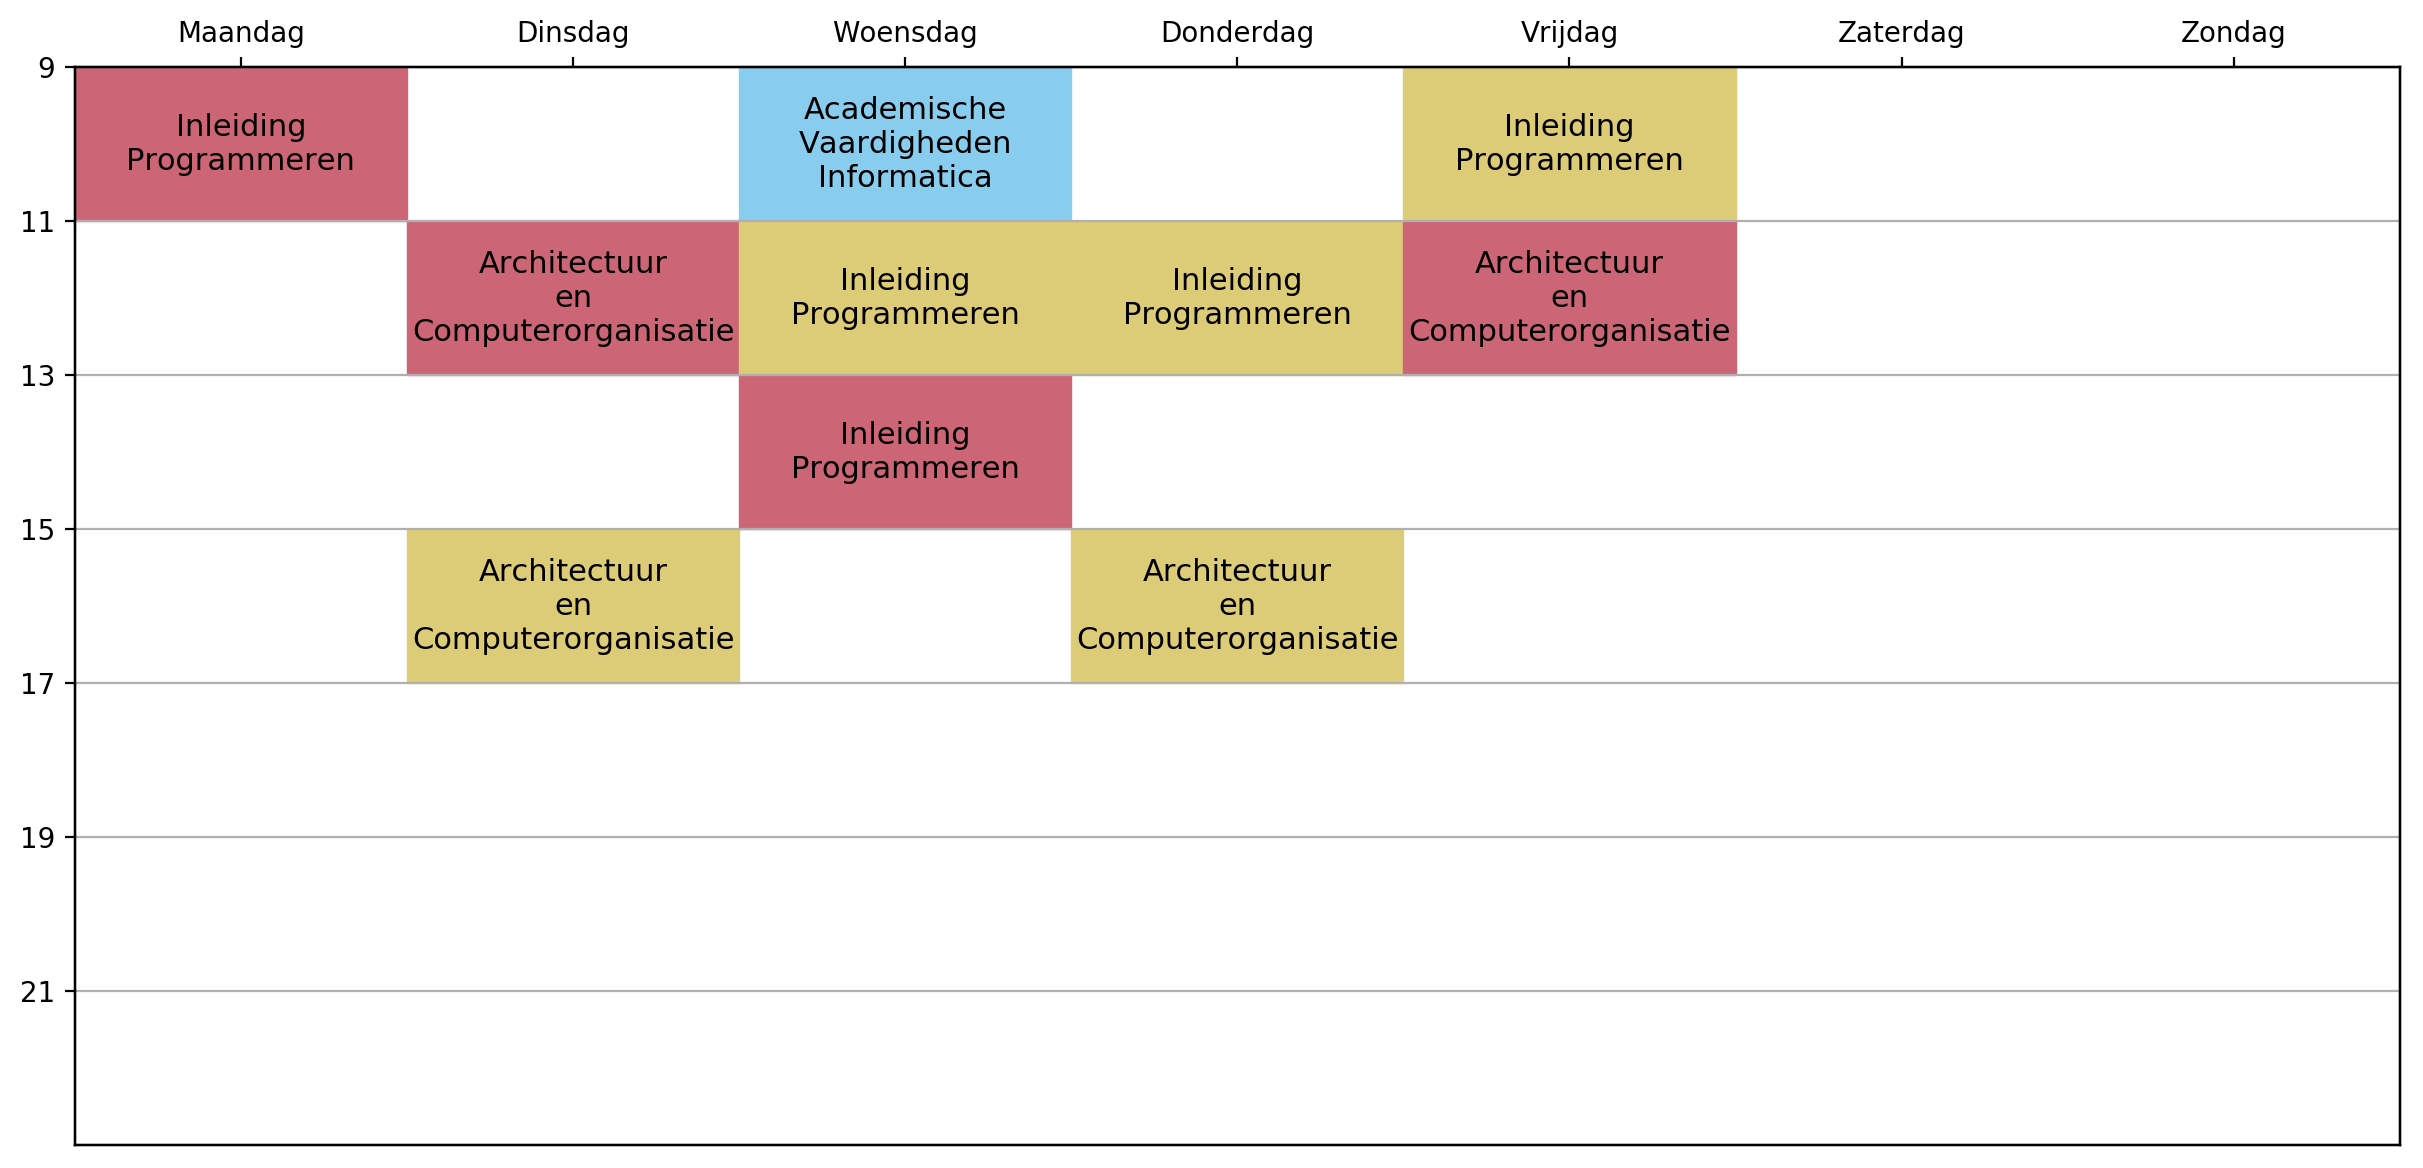 Maandag Dinsdag Woensdag Donderdag Vrijdag Zaterdag Zondag
9
Inleiding
Programmeren
Academische
Vaardigheden
Informatica
Inleiding
Programmeren
11
Architectuur
en
Computerorganisatie
Inleiding
Programmeren
Inleiding
Programmeren
Architectuur
en
Computerorganisatie
13
Inleiding
Programmeren
15
Architectuur
en
Computerorganisatie
Architectuur
en
Computerorganisatie
17
19
21